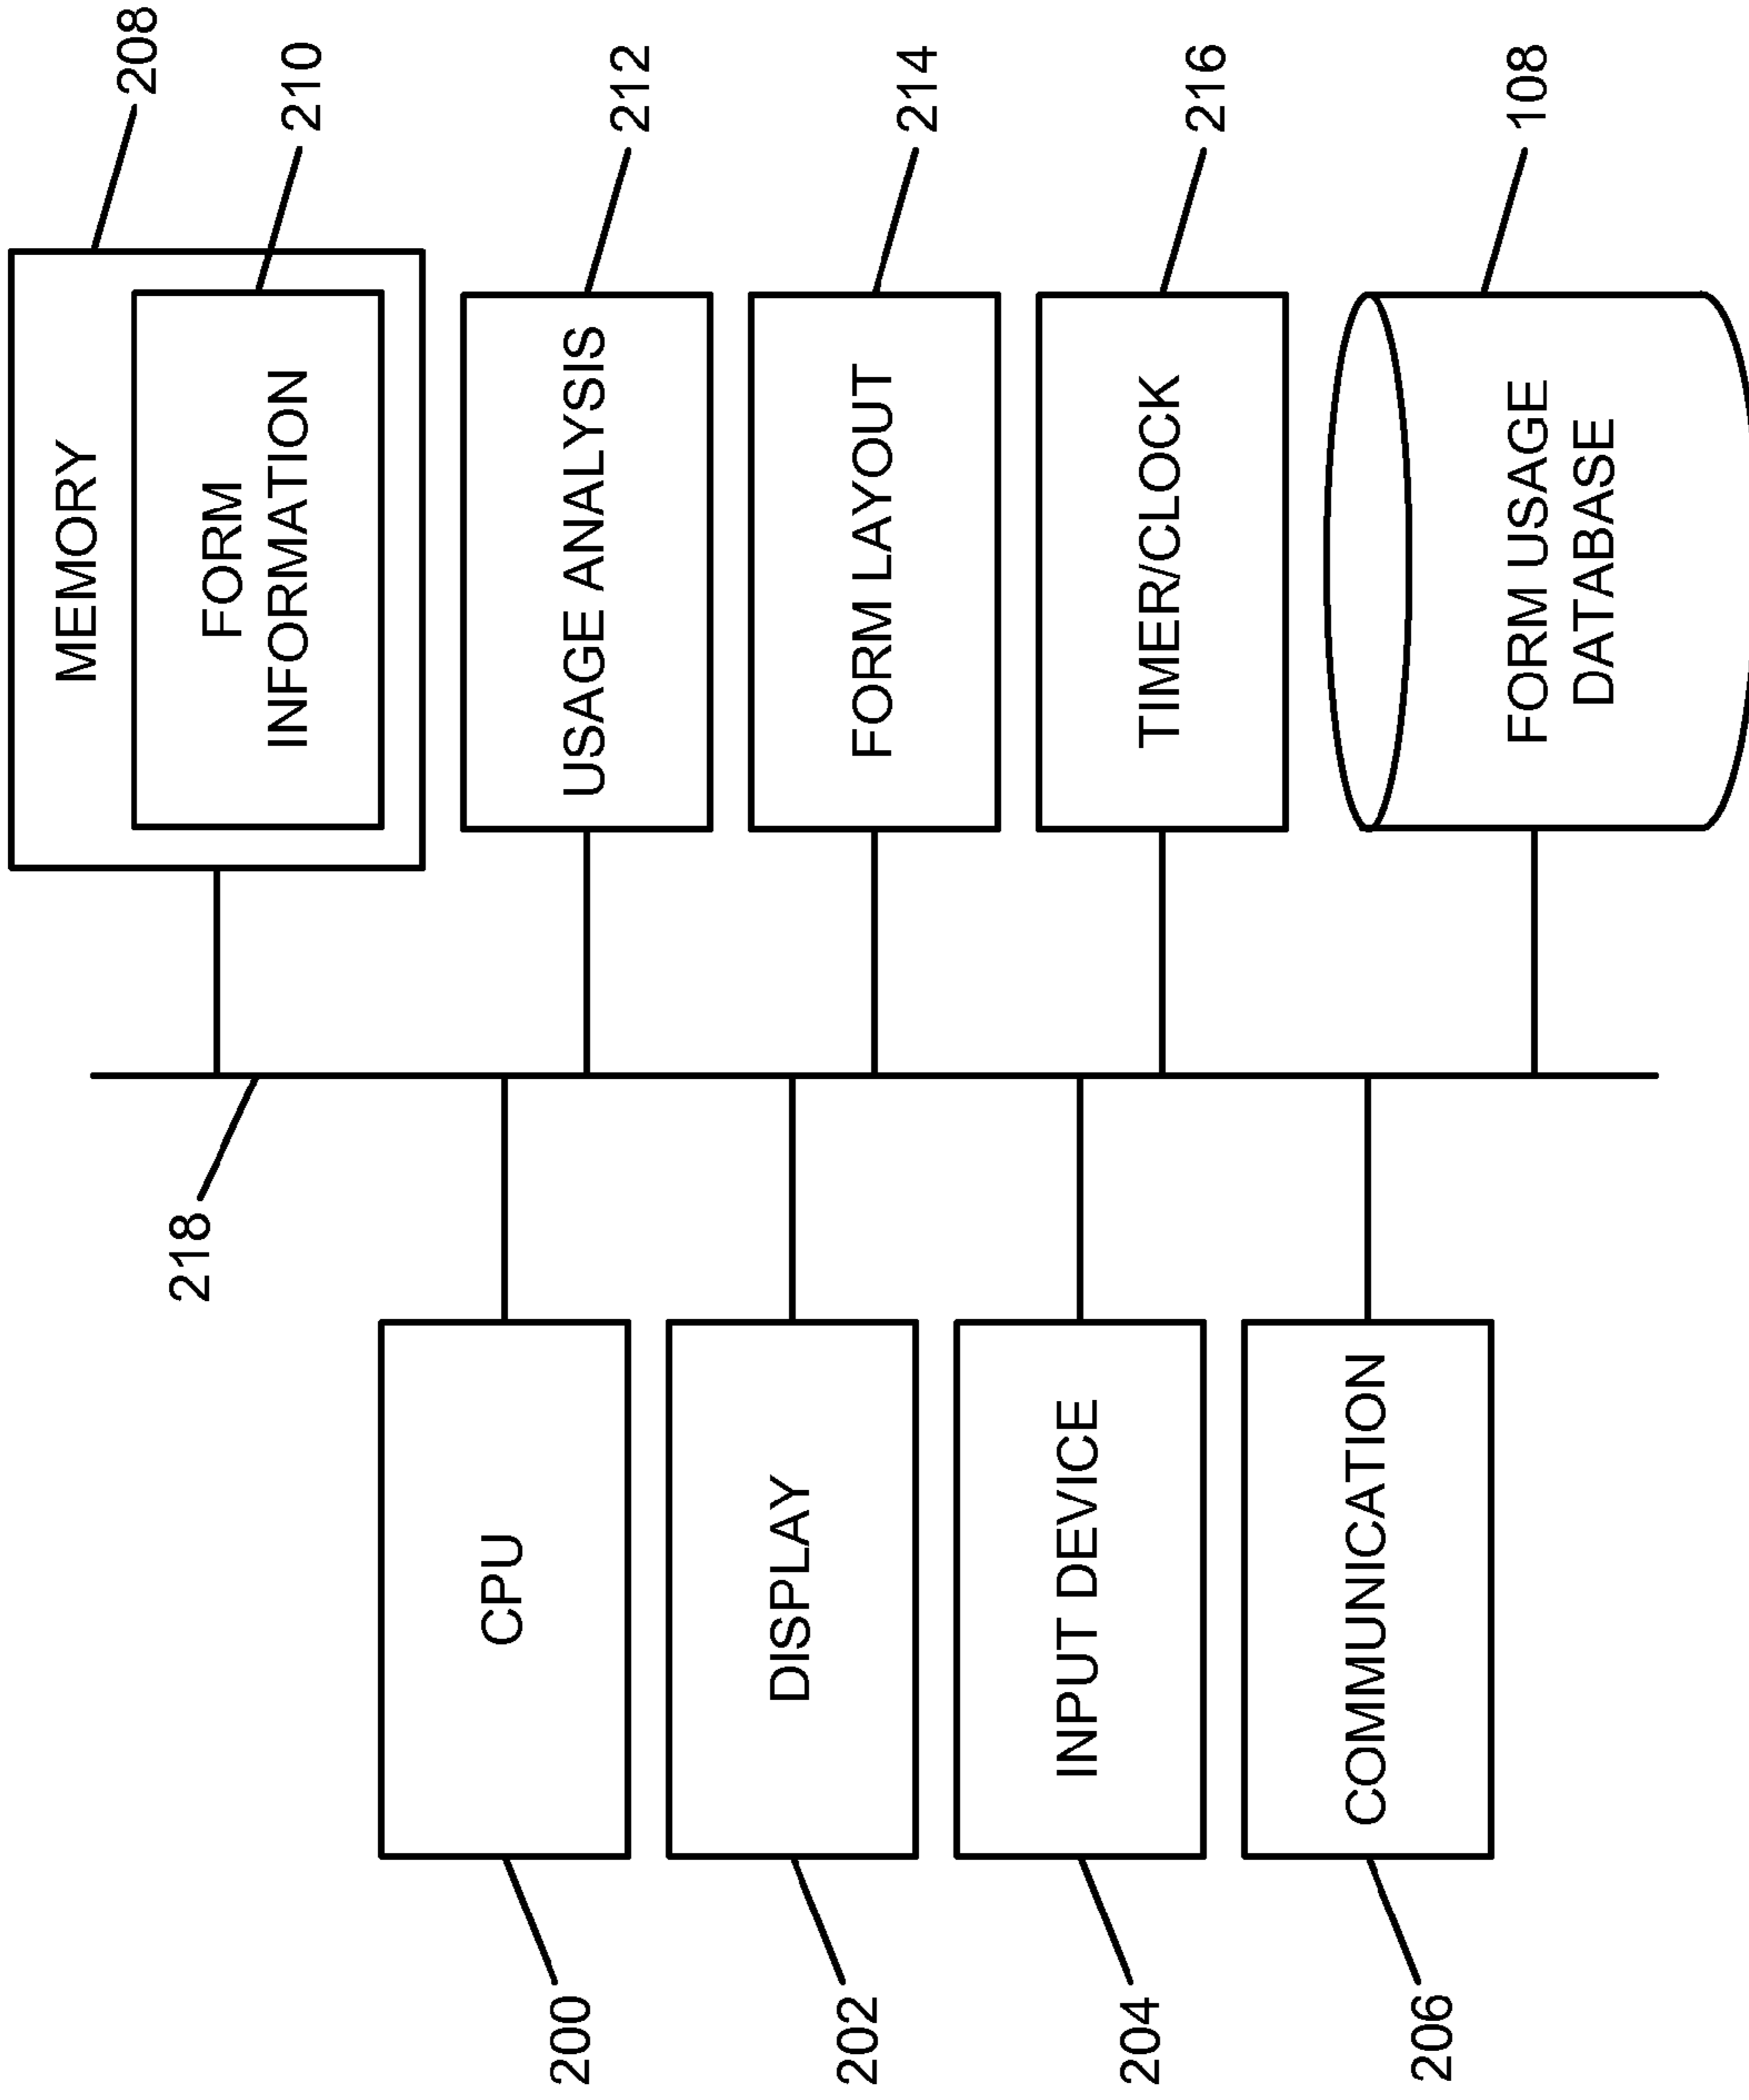 208
MEMORY
210
FORM
INFORMATION
218
200
CPU
212
USAGE ANALYSIS
202
DISPLAY
214
FORM LAYOUT
204
INPUT DEVICE
216
TIMER/CLOCK
206
COMMUNICATION
108
FORM USAGE
DATABASE